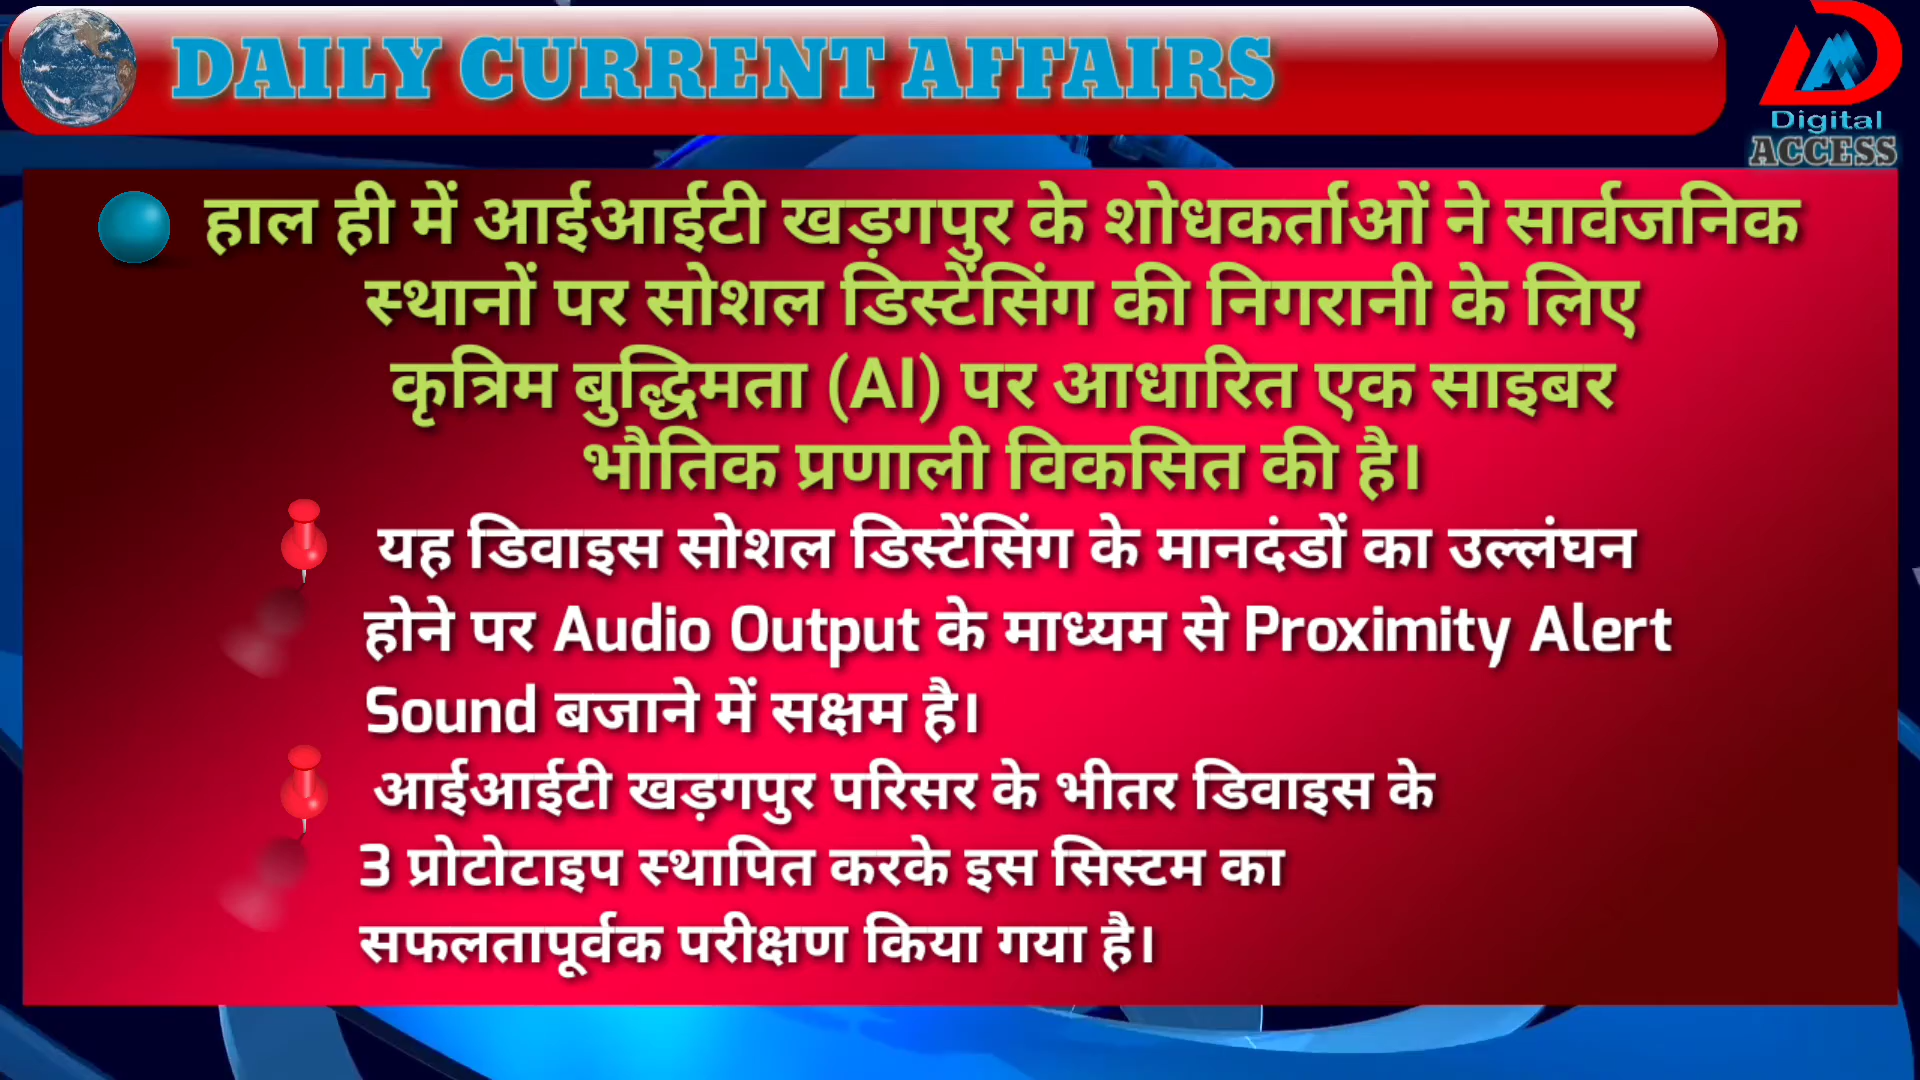 DAILY CURRENT AFFAIRS
Digital
ACCESS
हाल ही में आईआईटी खड़गपुर के शोधकर्ताओं ने सार्वजनिक
स्थानों पर सोशल डिस्टेंसिंग की निगरानी के लिए
कृत्रिम बुद्धिमता (AI) पर आधारित एक साइबर
भौतिक प्रणाली विकसित की है।
यह डिवाइस सोशल डिस्टेंसिंग के मानदंडों का उल्लंघन
होने पर Audio Output के माध्यम से Proximity Alert
Sound बजाने में सक्षम है।
आईआईटी खड़गपुर परिसर के भीतर डिवाइस के
3 प्रोटोटाइप स्थापित करके इस सिस्टम का
सफलतापूर्वक परीक्षण किया गया है।